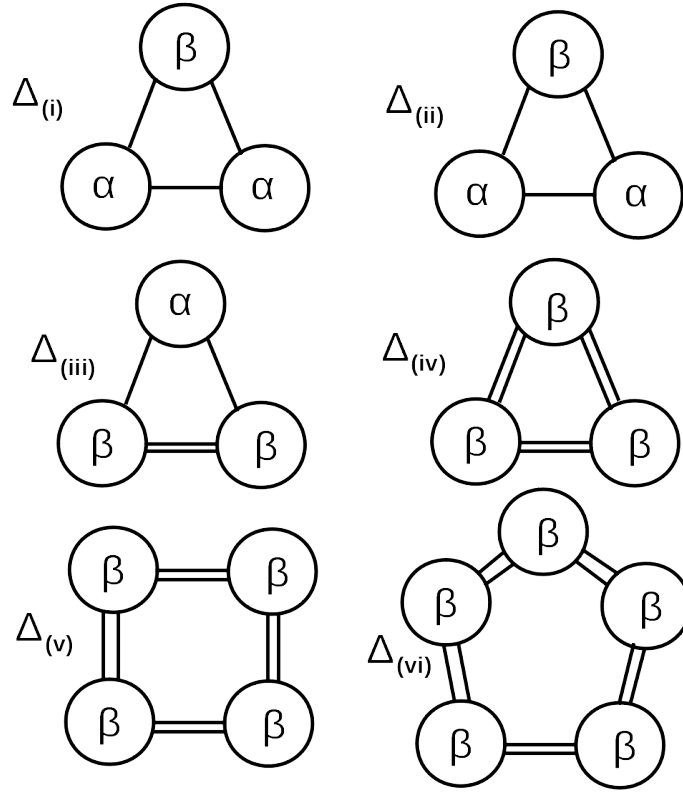 β
Δ(i)
α α
β
Δ(ii)
α α
α
Δ(iii)
β β
β
Δ(iv)
β β
β β
Δ(v)
β β
β
β β
Δ(vi)
β β